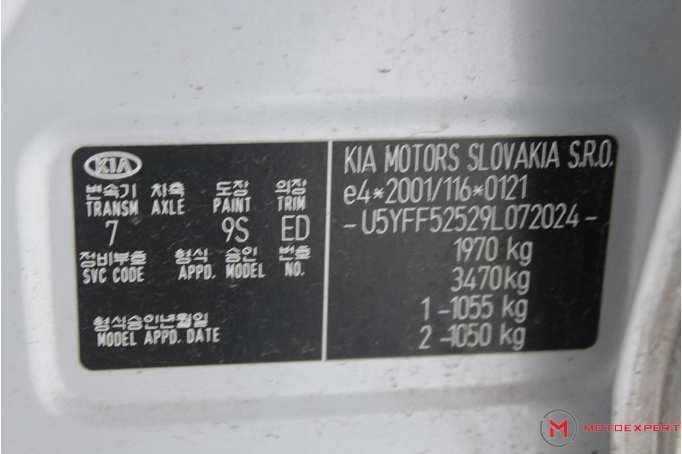 KIA
변속기 차축 도장 의장
TRANSM AXLE PAINT TRIM
7 9S ED
정비부호 형식 승인 번호
SVC CODE APPD. MODEL NO.
형식승인년월일
MODEL APPD. DATE
KIA MOTORS SLOVAKIA S.R.O.
e4*2001/116*0121
-U5YFF52529L072024-
1970 kg
3470kg
1-1055 kg
2-1050 kg
M MOTOEXPERT